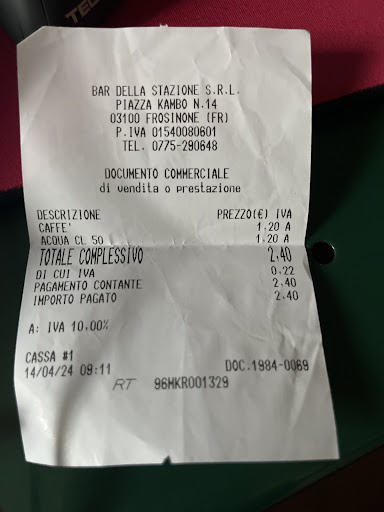 BAR DELLA STAZIONE S.R.L.
PIAZZA KAMBO N.14
03100 FROSINONE (FR)
P.IVA 01540080601
TEL. 0775-290648
DOCUMENTO COMMERCIALE
di vendita o prestazione
DESCRIZIONE PREZZO(€) IVA
CAFFE' 1.20 A
ACQUA CL 50 1.20 A
TOTALE COMPLESSIVO 2.40
DI CUI IVA 0.22
PAGAMENTO CONTANTE 2.40
IMPORTO PAGATO 2.40
A: IVA 10.00%
CASSA #1
14/04/24 09:11 DOC.1984-0069
RT 96MKR001329